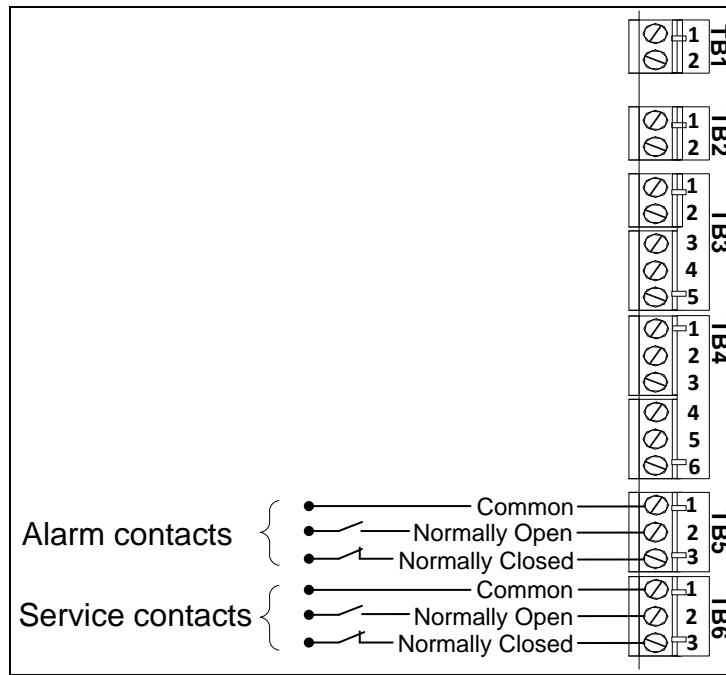 TB1
1
2
TB2
1
2
TB3
1
2
3
4
5
TB4
1
2
3
4
5
6
Alarm contacts
Common 1
Normally Open 2
Normally Closed 3
TB5
Service contacts
Common 1
Normally Open 2
Normally Closed 3
TB6